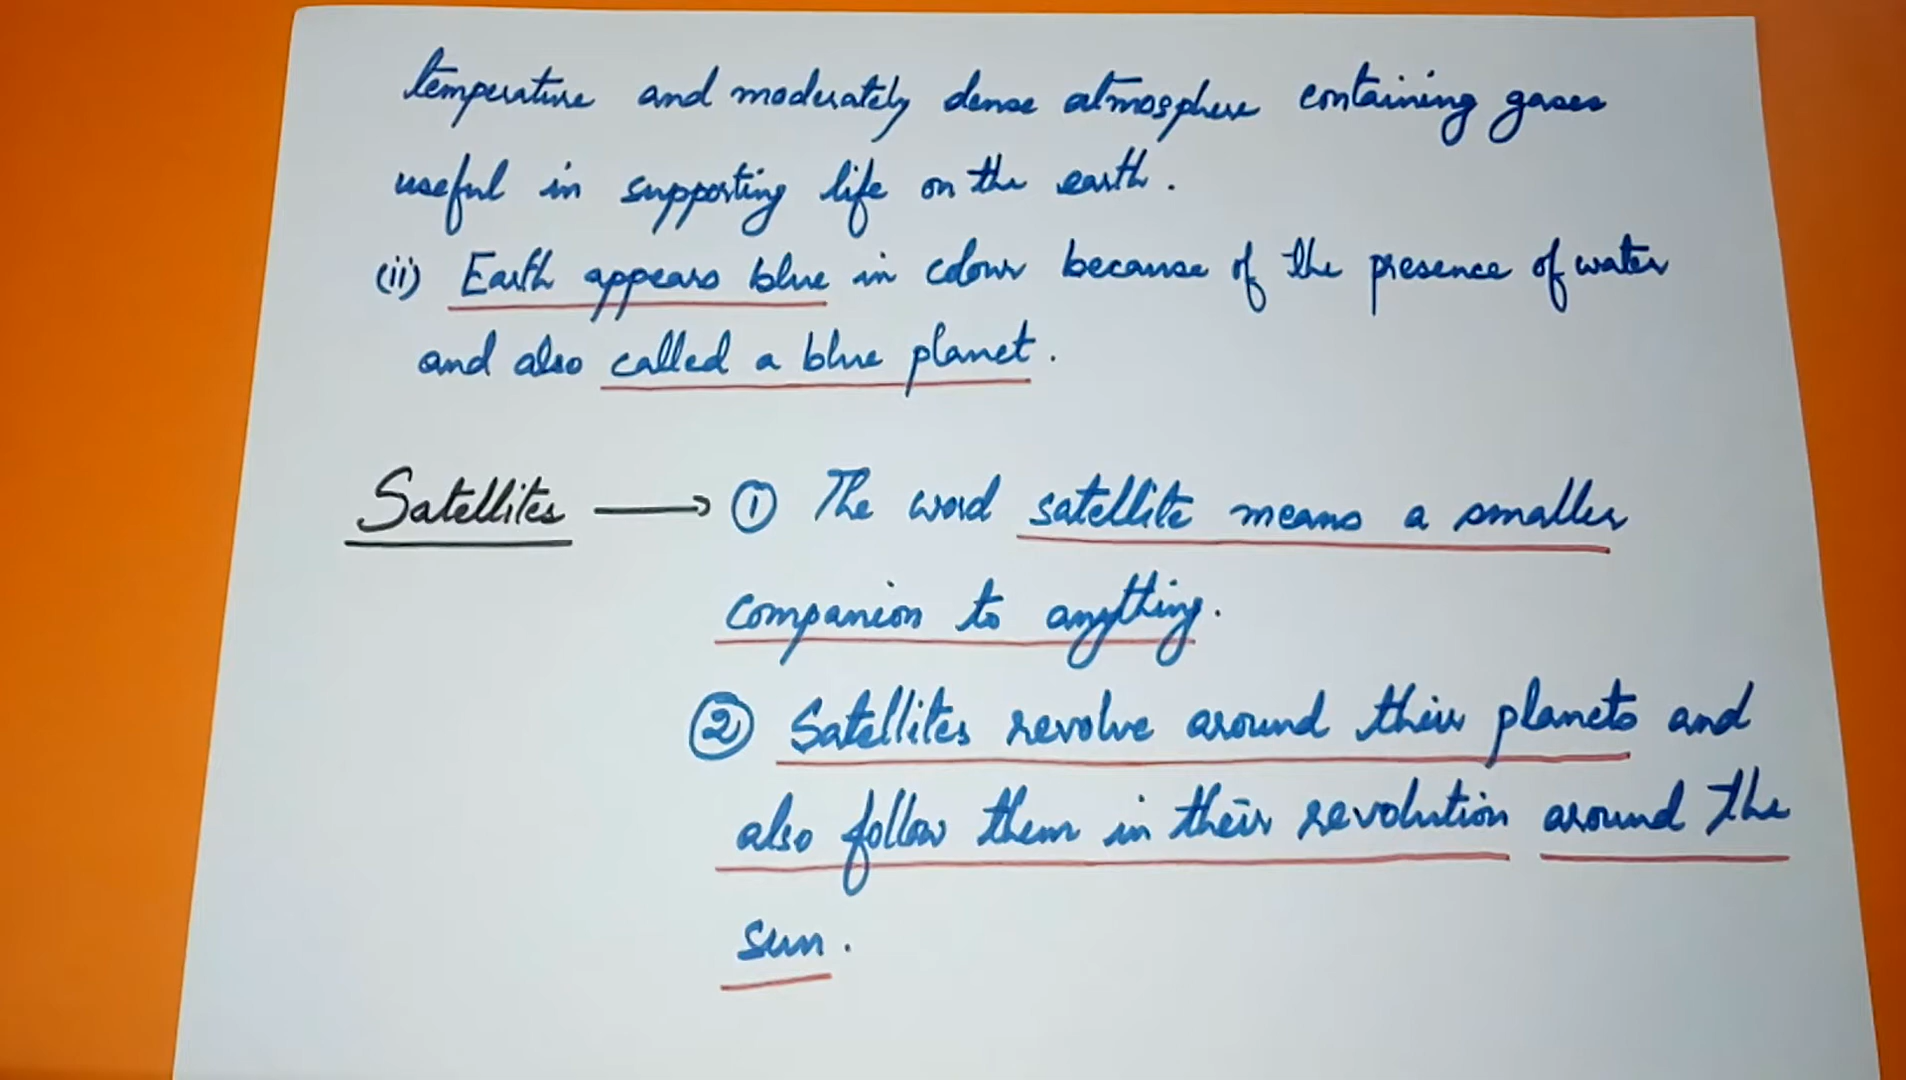 temperature and moderately dense atmosphere containing gases
useful in supporting life on the earth.
(ii) Earth appears blue in colour because of the presence of water
and also called a blue planet.
Satellites → ① The word satellite means a smaller
companion to anything.
② Satellites revolve around their planets and
also follow them in their revolution around the
sun.